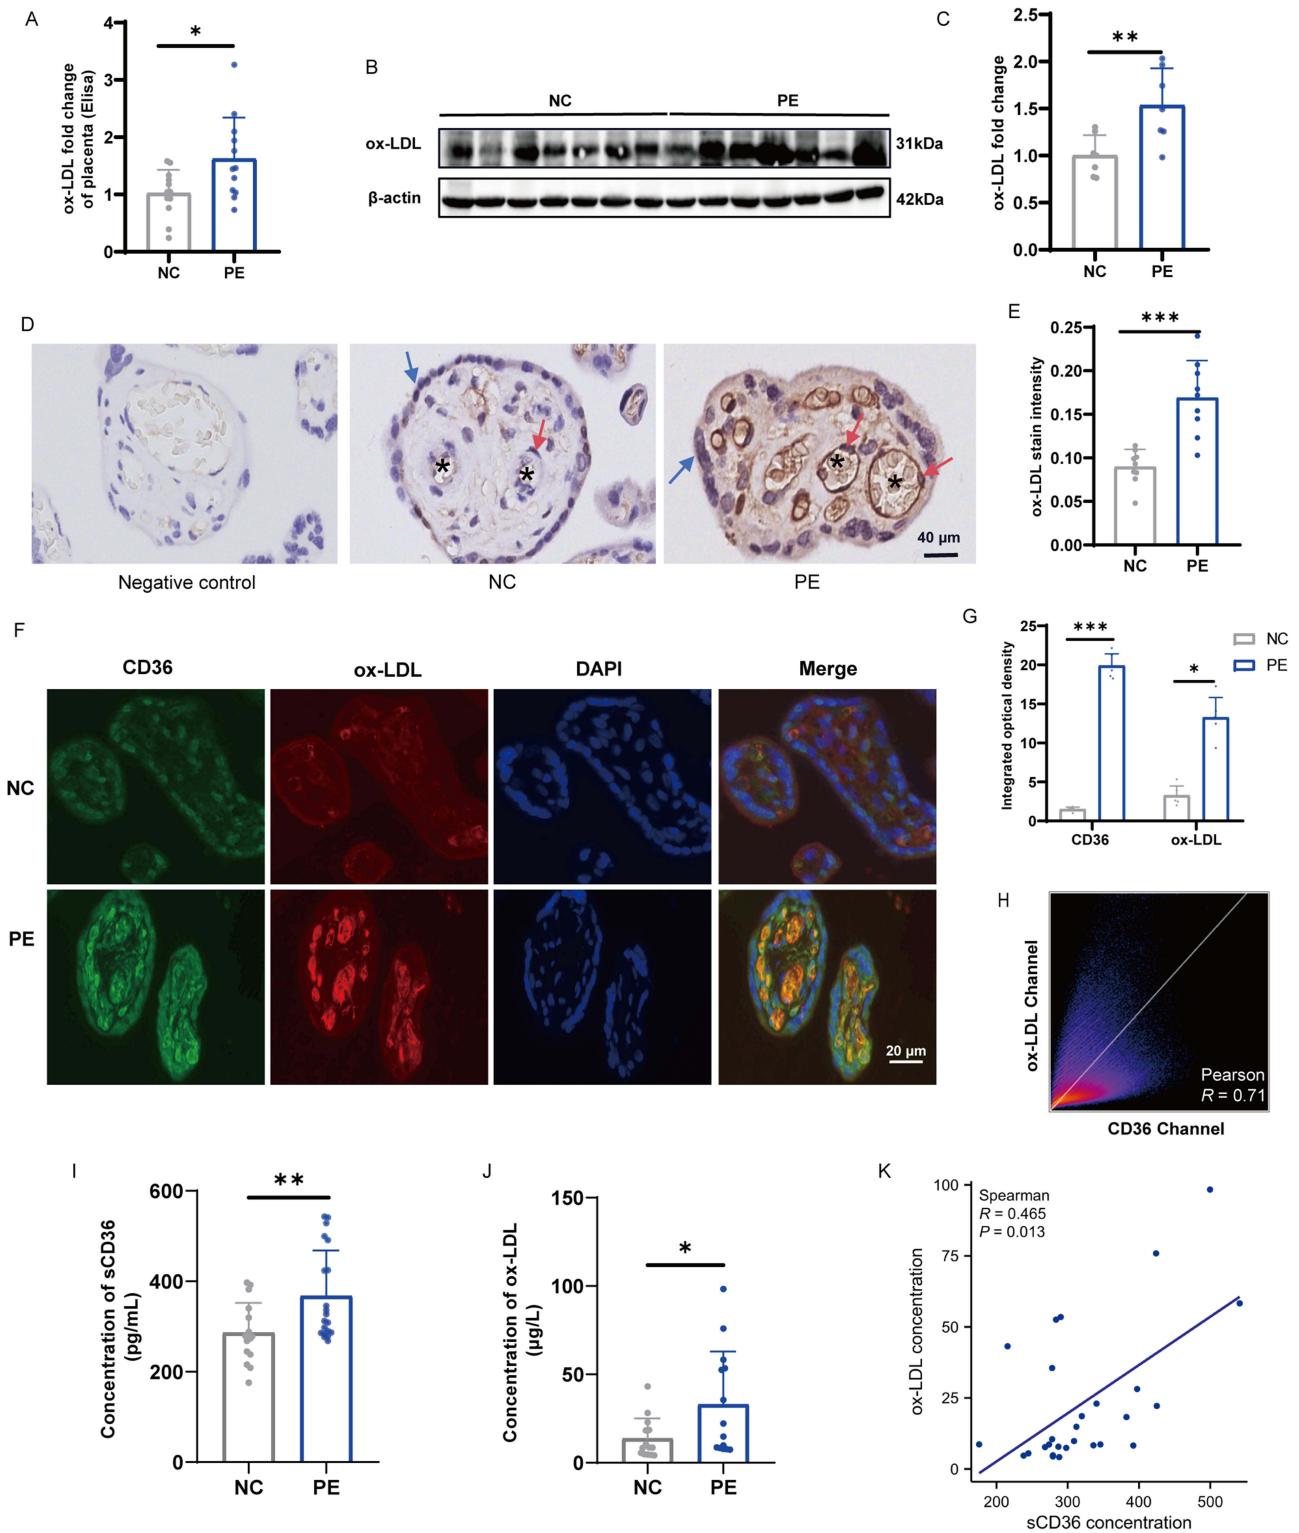 A
ox-LDL fold change
of placenta (Elisa)
4
3
2
1
0
*
NC
PE
B
NC
PE
ox-LDL
31kDa
β-actin
42kDa
C
ox-LDL fold change
2.5
2.0
1.5
1.0
0.5
0.0
**
NC
PE
D
*
*
*
*
40 μm
Negative control
NC
PE
E
ox-LDL stain intensity
0.25
0.20
0.15
0.10
0.05
0.00
***
NC
PE
F
CD36
ox-LDL
DAPI
Merge
NC
PE
20 μm
G
Integrated optical density
25
20
15
10
5
0
***
*
CD36
ox-LDL
NC
PE
H
ox-LDL Channel
Pearson
R = 0.71
CD36 Channel
I
Concentration of sCD36
(pg/mL)
600
400
200
0
**
NC
PE
J
Concentration of ox-LDL
(μg/L)
150
100
50
0
*
NC
PE
K
ox-LDL concentration
100
75
50
25
0
Spearman
R = 0.465
P = 0.013
200
300
400
500
sCD36 concentration